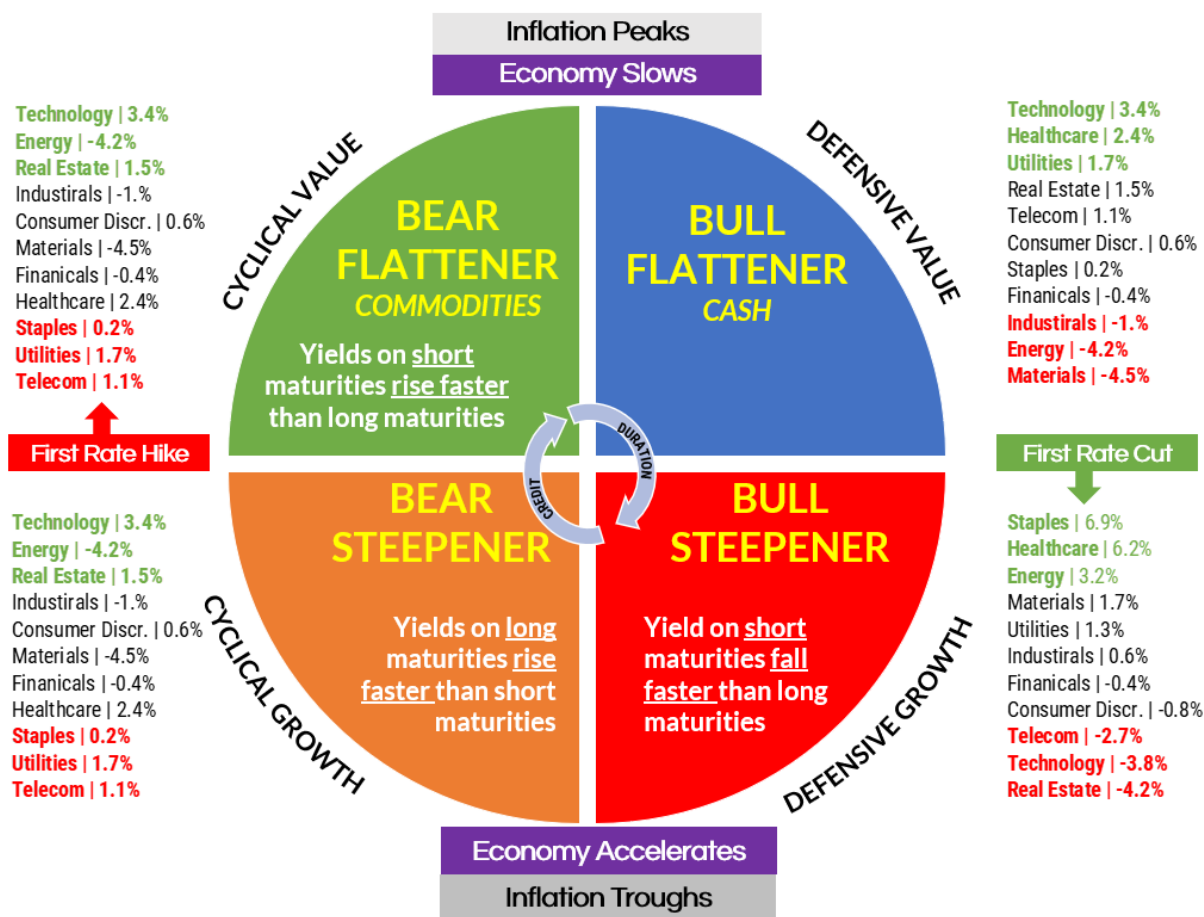 Inflation Peaks
Economy Slows
Technology | 3.4%
Energy | -4.2%
Real Estate | 1.5%
Industirals | -1.%
Consumer Discr. | 0.6%
Materials | -4.5%
Finanicals | -0.4%
Healthcare | 2.4%
Staples | 0.2%
Utilities | 1.7%
Telecom | 1.1%
First Rate Hike
Technology | 3.4%
Energy | -4.2%
Real Estate | 1.5%
Industirals | -1.%
Consumer Discr. | 0.6%
Materials | -4.5%
Finanicals | -0.4%
Healthcare | 2.4%
Staples | 0.2%
Utilities | 1.7%
Telecom | 1.1%
CYCLICAL VALUE
BEAR
FLATTENER
COMMODITIES
Yields on short
maturities rise faster
than long maturities
DEFENSIVE VALUE
BULL
FLATTENER
CASH
CREDIT
DURATION
CYCLICAL GROWTH
BEAR
STEEPENER
Yields on long
maturities rise
faster than short
maturities
DEFENSIVE GROWTH
BULL
STEEPENER
Yield on short
maturities fall
faster than long
maturities
Technology | 3.4%
Healthcare | 2.4%
Utilities | 1.7%
Real Estate | 1.5%
Telecom | 1.1%
Consumer Discr. | 0.6%
Staples | 0.2%
Finanicals | -0.4%
Industirals | -1.%
Energy | -4.2%
Materials | -4.5%
First Rate Cut
Staples | 6.9%
Healthcare | 6.2%
Energy | 3.2%
Materials | 1.7%
Utilities | 1.3%
Industirals | 0.6%
Finanicals | -0.4%
Consumer Discr. | -0.8%
Telecom | -2.7%
Technology | -3.8%
Real Estate | -4.2%
Economy Accelerates
Inflation Troughs